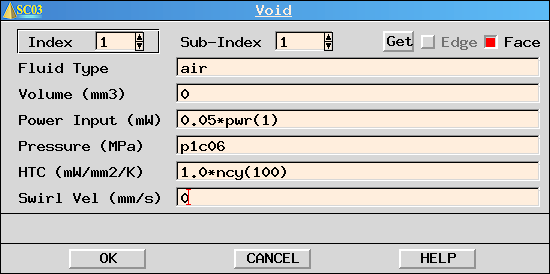 SC03 Void
Index 1 Sub-Index 1 Get Edge Face
Fluid Type air
Volume (mm3) 0
Power Input (mW) 0.05*pwr(1)
Pressure (MPa) p1c06
HTC (mW/mm2/K) 1.0*ncy(100)
Swirl Vel (mm/s) 0
OK CANCEL HELP